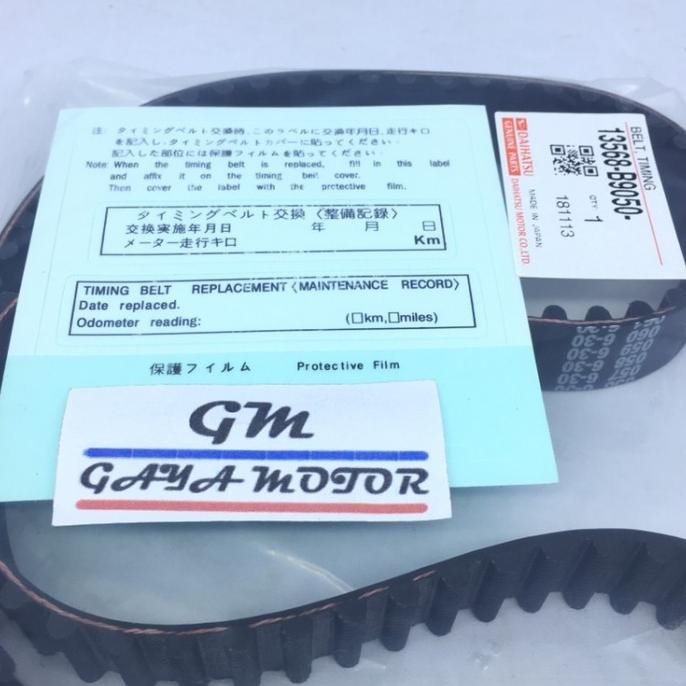 注: タイミングベルト交換時、このラベルに交換年月日、走行キロ
を記入し、タイミングベルトカバーに貼ってください。
記入した部位には保護フィルムを貼ってください。
Note: When the timing belt is replaced, fill in this label
and affix it on the timing belt cover.
Then cover the label with the protective film.
タイミングベルト交換〈整備記録〉
交換実施年月日 年 月 日
メーター走行キロ Km
TIMING BELT REPLACEMENT〈MAINTENANCE RECORD〉
Date replaced.
Odometer reading: (□km,□miles)
保護フィルム Protective Film
GM
GAYA MOTOR
BELT, TIMING
13568-B9050-
QTY 1
181113
MADE IN JAPAN
DAIHATSU
GENUINE PARTS
DAIHATSU MOTOR CO.,LTD.